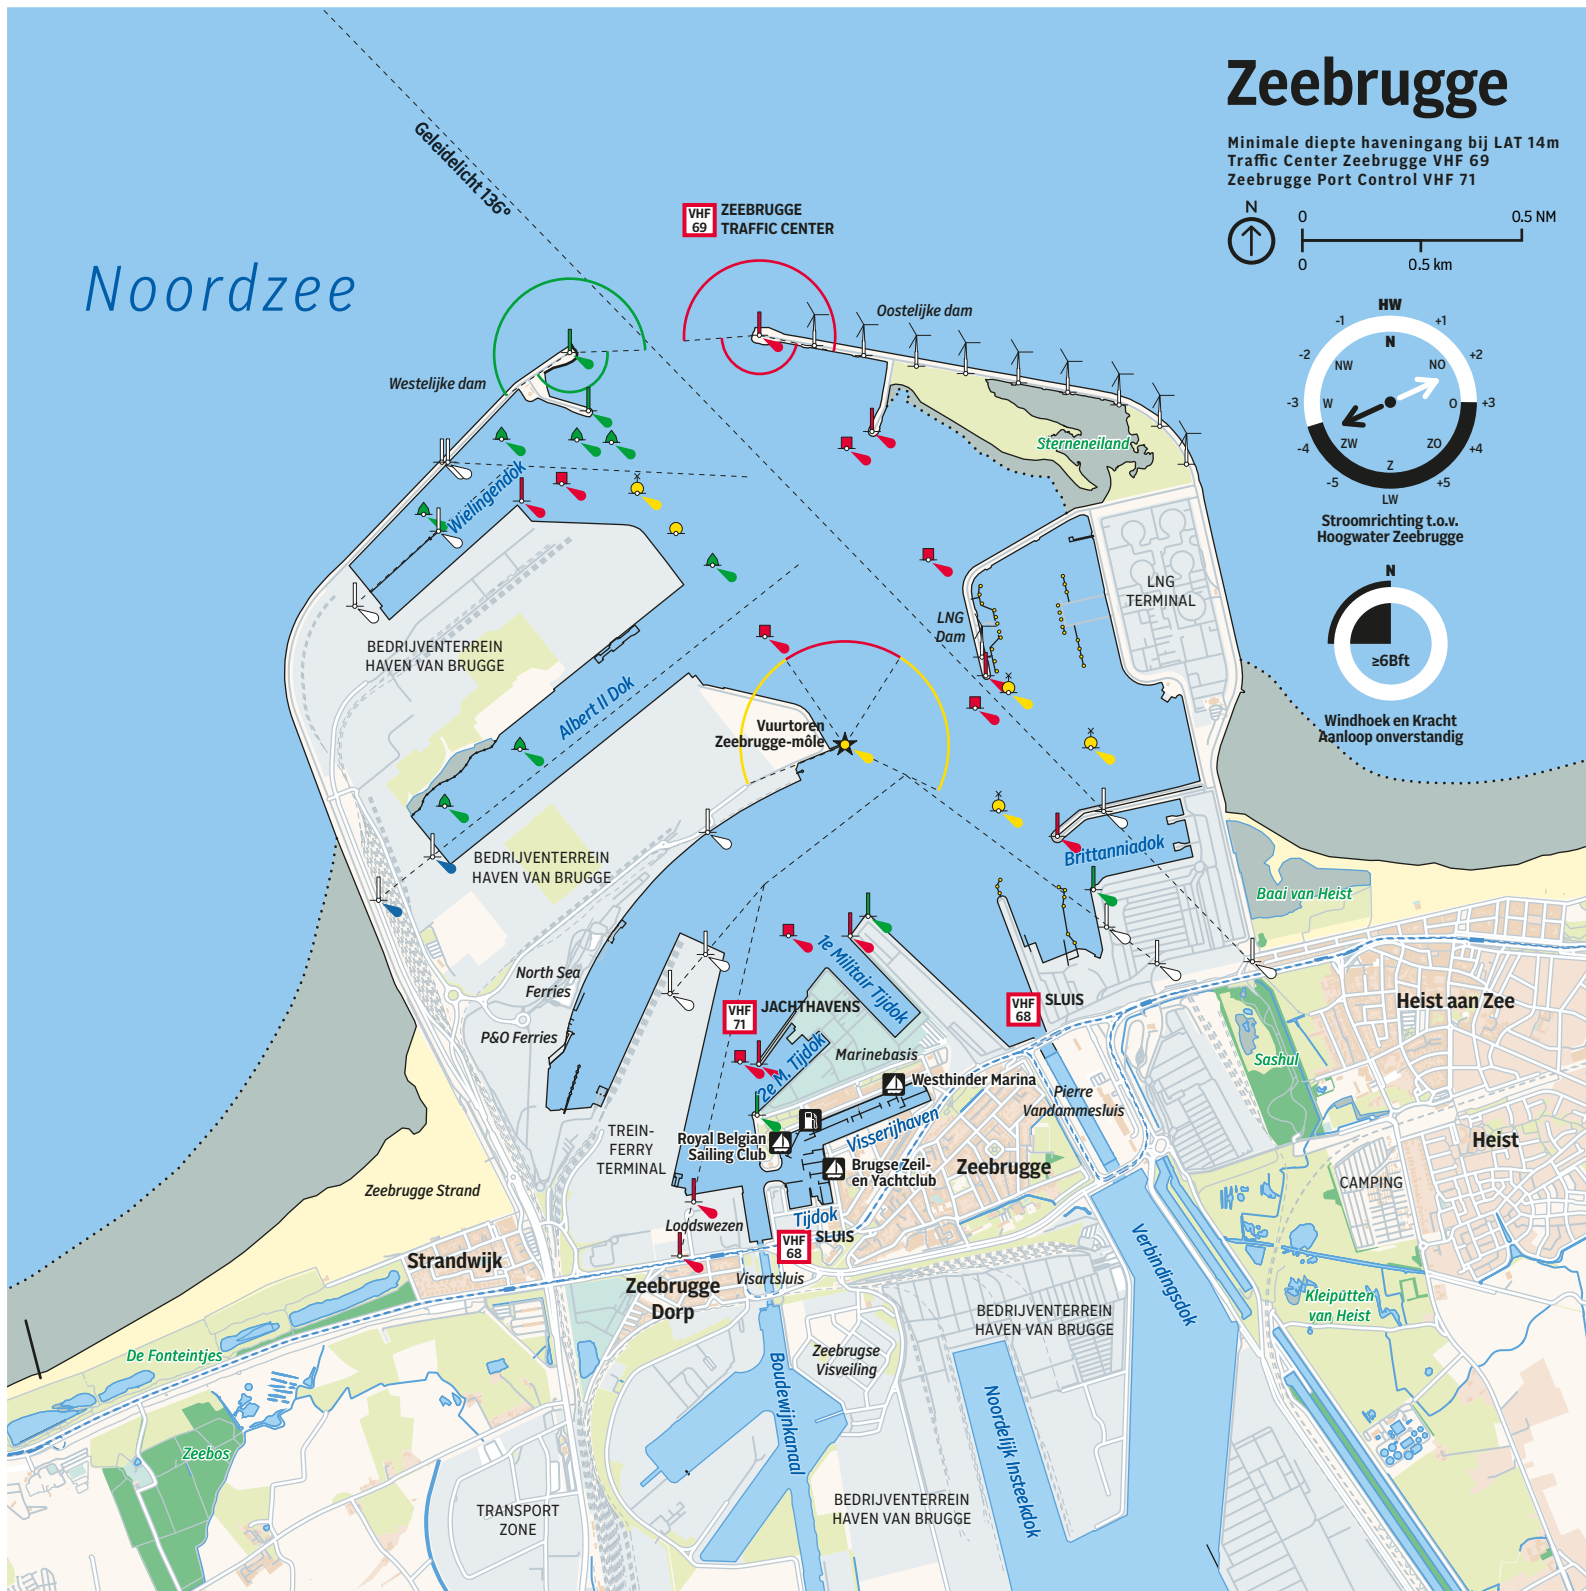 Zeebrugge
Minimale diepte haveningang bij LAT 14m
Traffic Center Zeebrugge VHF 69
Zeebrugge Port Control VHF 71
N
0
0.5 NM
0
0.5 km
Geleidelicht 136°
VHF
69
ZEEBRUGGE
TRAFFIC CENTER
Noordzee
Oostelijke dam
Westelijke dam
HW
-1
+1
N
-2
+2
NW
NO
-3
W
O
+3
-4
ZW
ZO
+4
Z
-5
+5
LW
Stroomrichting t.o.v.
Hoogwater Zeebrugge
N
≥6Bft
Windhoek en Kracht
Aanloop onverstandig
Sterneneiland
Wielingendok
LNG
TERMINAL
LNG
Dam
BEDRIJVENTERREIN
HAVEN VAN BRUGGE
Albert II Dok
Vuurtoren
Zeebrugge-môle
Brittanniadok
BEDRIJVENTERREIN
HAVEN VAN BRUGGE
Baai van Heist
North Sea
Ferries
1e Militair Tijdok
P&O Ferries
VHF
71
JACHTHAVENS
VHF
68
SLUIS
Heist aan Zee
2e M. Tijdok
Marinebasis
Sashul
Westhinder Marina
Pierre
Vandammesluis
TREIN-
FERRY
TERMINAL
Royal Belgian
Sailing Club
Visserijhaven
Brugse Zeil-
en Yachtclub
Zeebrugge
Heist
CAMPING
Zeebrugge Strand
Loodswezen
Tijdok
VHF
68
SLUIS
Strandwijk
Verbindingsdok
Zeebrugge
Dorp
Visartsluis
Kleiputten
van Heist
BEDRIJVENTERREIN
HAVEN VAN BRUGGE
De Fonteintjes
Zeebrugse
Visveiling
Boudewijnkanaal
Noordelijk Insteekdok
Zeebos
TRANSPORT
ZONE
BEDRIJVENTERREIN
HAVEN VAN BRUGGE